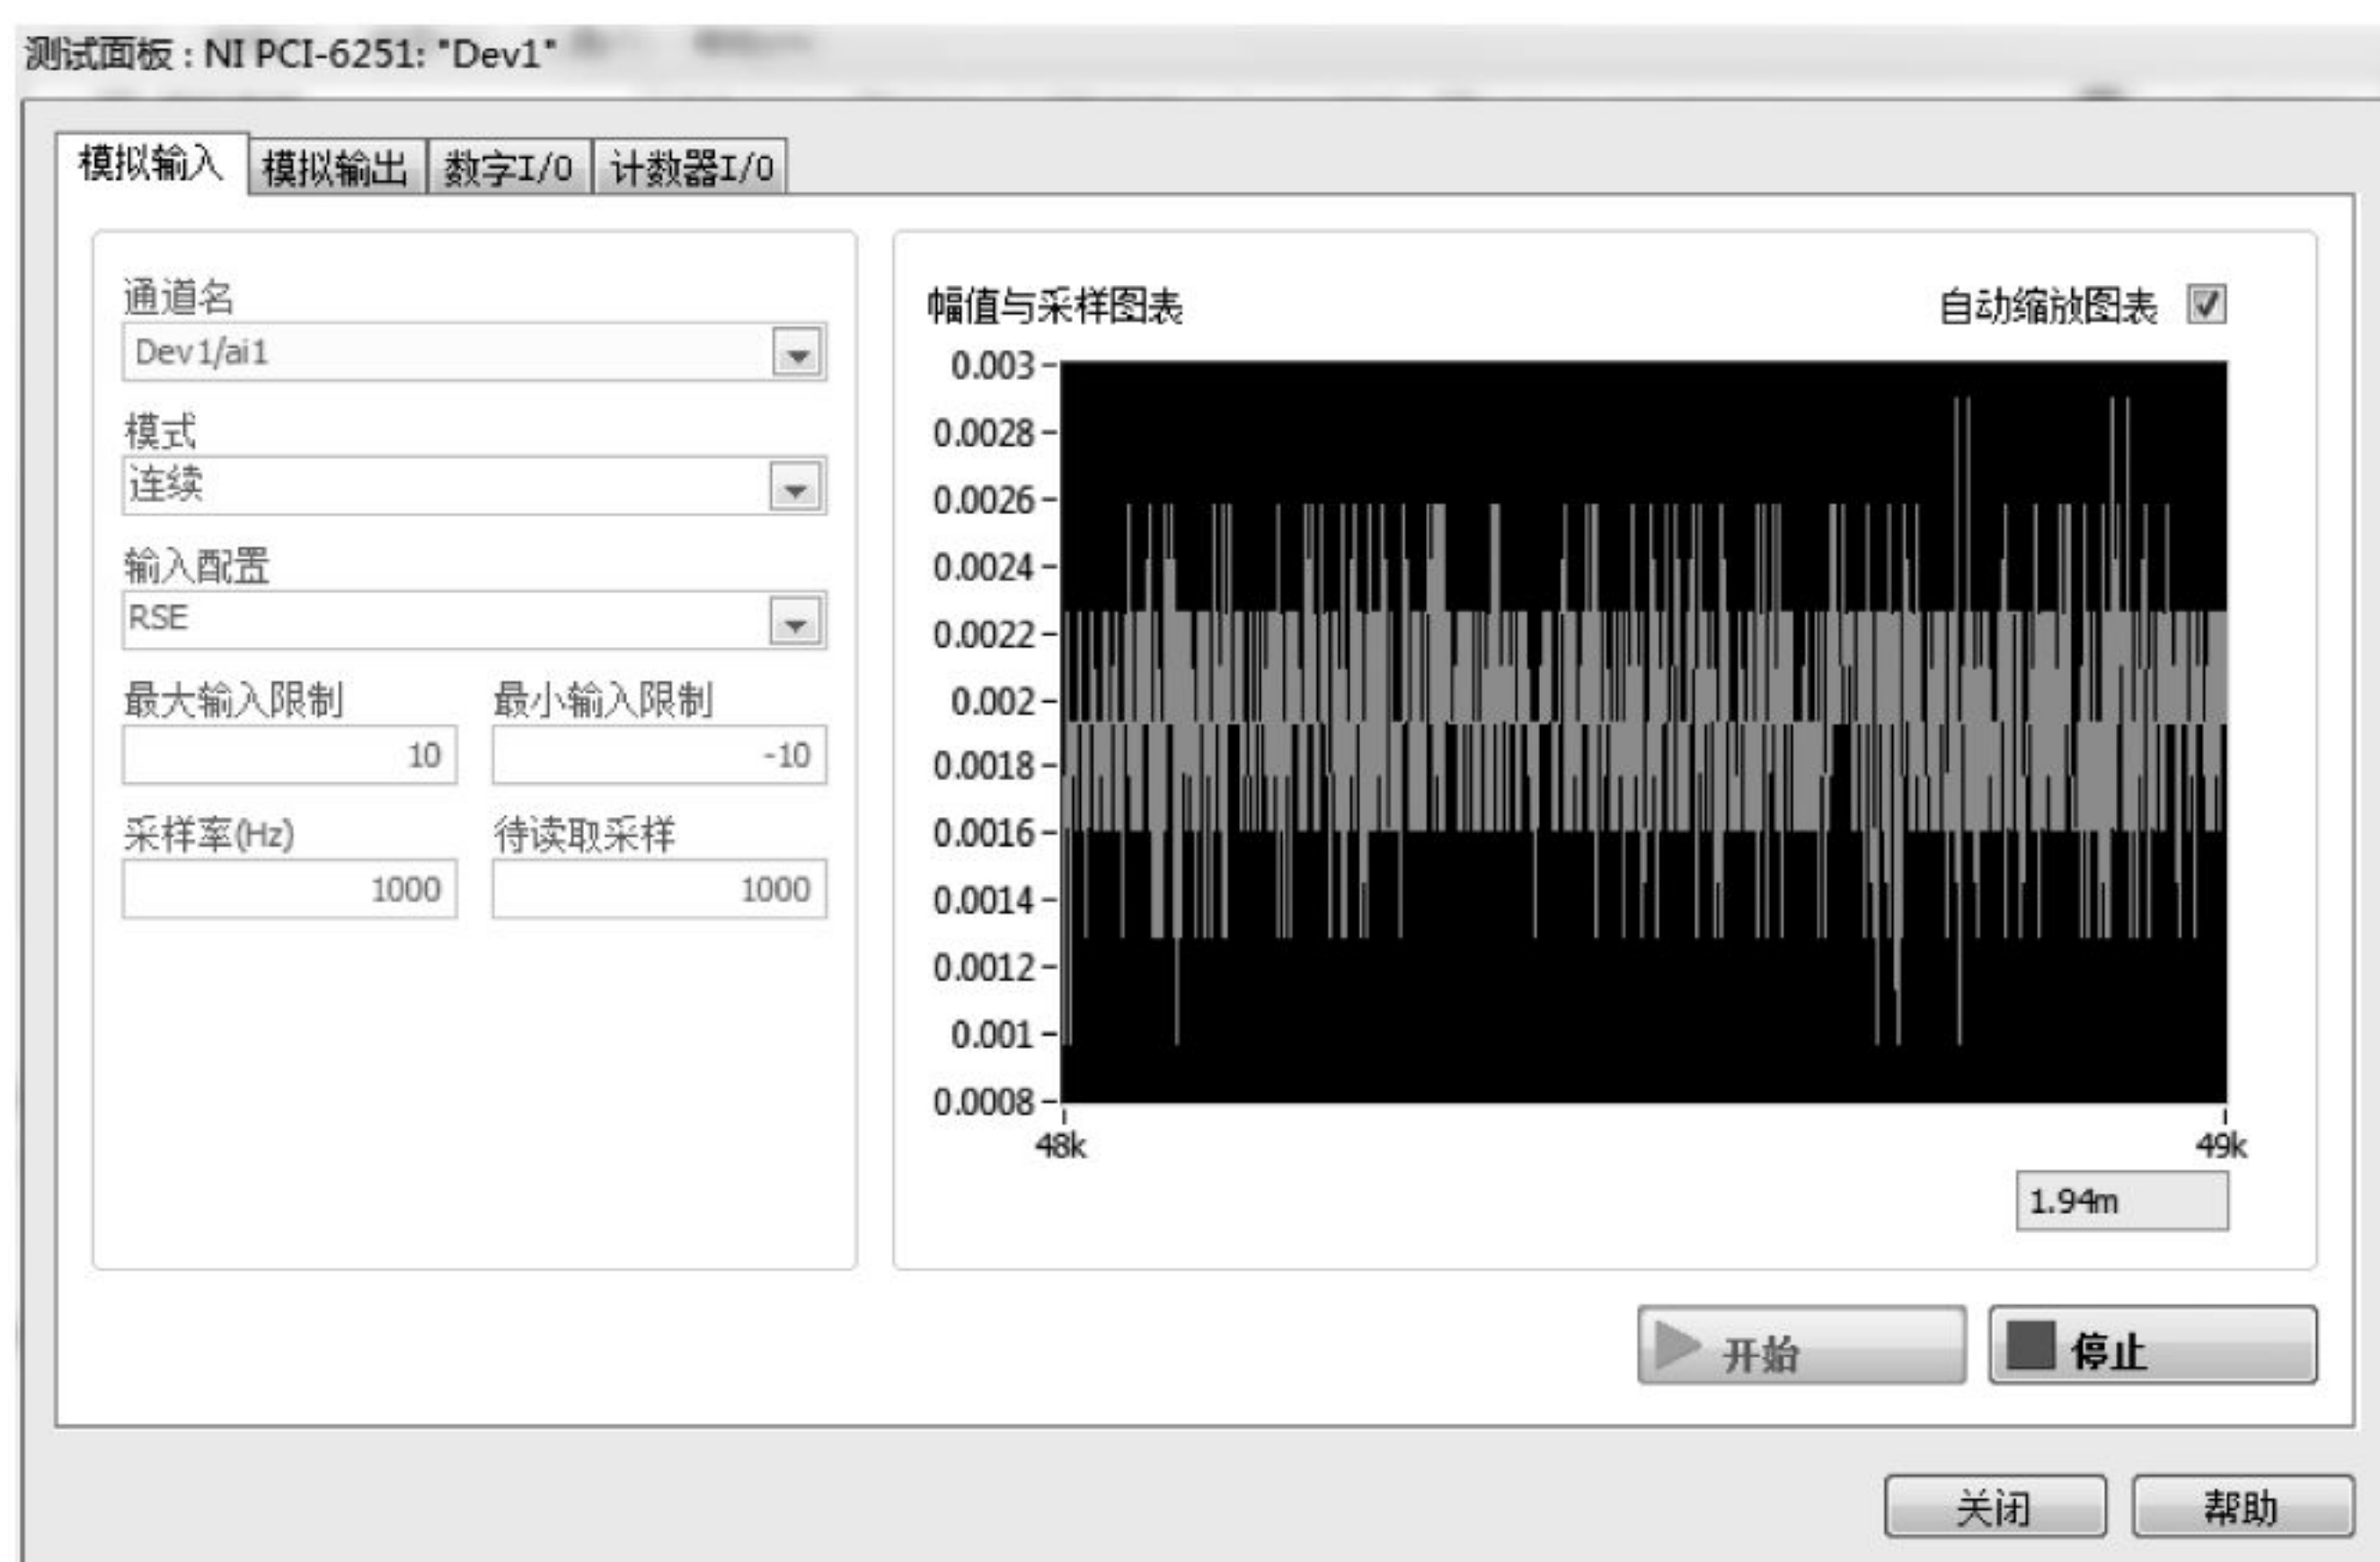 测试面板 : NI PCI-6251: "Dev1"
模拟输入 模拟输出 数字I/O 计数器I/O
通道名
Dev1/ai1
模式
连续
输入配置
RSE
最大输入限制 最小输入限制
10 -10
采样率(Hz) 待读取采样
1000 1000
幅值与采样图表 自动缩放图表
0.003
0.0028
0.0026
0.0024
0.0022
0.002
0.0018
0.0016
0.0014
0.0012
0.001
0.0008
48k 49k
1.94m
开始 停止
关闭 帮助